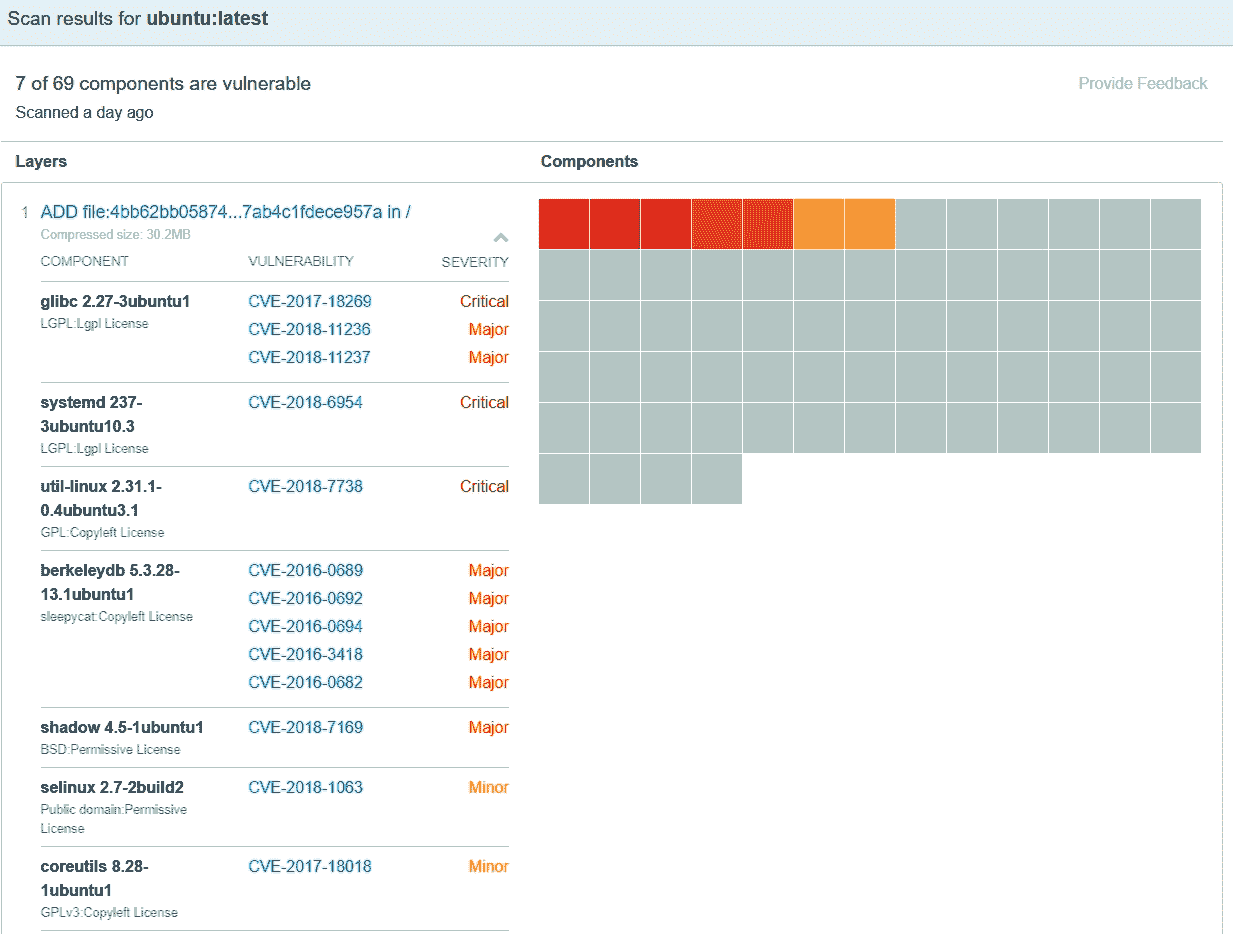 Scan results for ubuntu:latest
7 of 69 components are vulnerable
Provide Feedback
Scanned a day ago
Layers
Components
1 ADD file:4bb62bb05874...7ab4c1fdece957a in /
Compressed size: 30.2MB
COMPONENT VULNERABILITY SEVERITY
glibc 2.27-3ubuntu1 CVE-2017-18269 Critical
LGPL:Lgpl License
CVE-2018-11236 Major
CVE-2018-11237 Major
systemd 237- CVE-2018-6954 Critical
3ubuntu10.3
LGPL:Lgpl License
util-linux 2.31.1- CVE-2018-7738 Critical
0.4ubuntu3.1
GPL:Copyleft License
berkeleydb 5.3.28- CVE-2016-0689 Major
13.1ubuntu1 CVE-2016-0692 Major
sleepycat:Copyleft License CVE-2016-0694 Major
CVE-2016-3418 Major
CVE-2016-0682 Major
shadow 4.5-1ubuntu1 CVE-2018-7169 Major
BSD:Permissive License
selinux 2.7-2build2 CVE-2018-1063 Minor
Public domain:Permissive
License
coreutils 8.28- CVE-2017-18018 Minor
1ubuntu1
GPLv3:Copyleft License